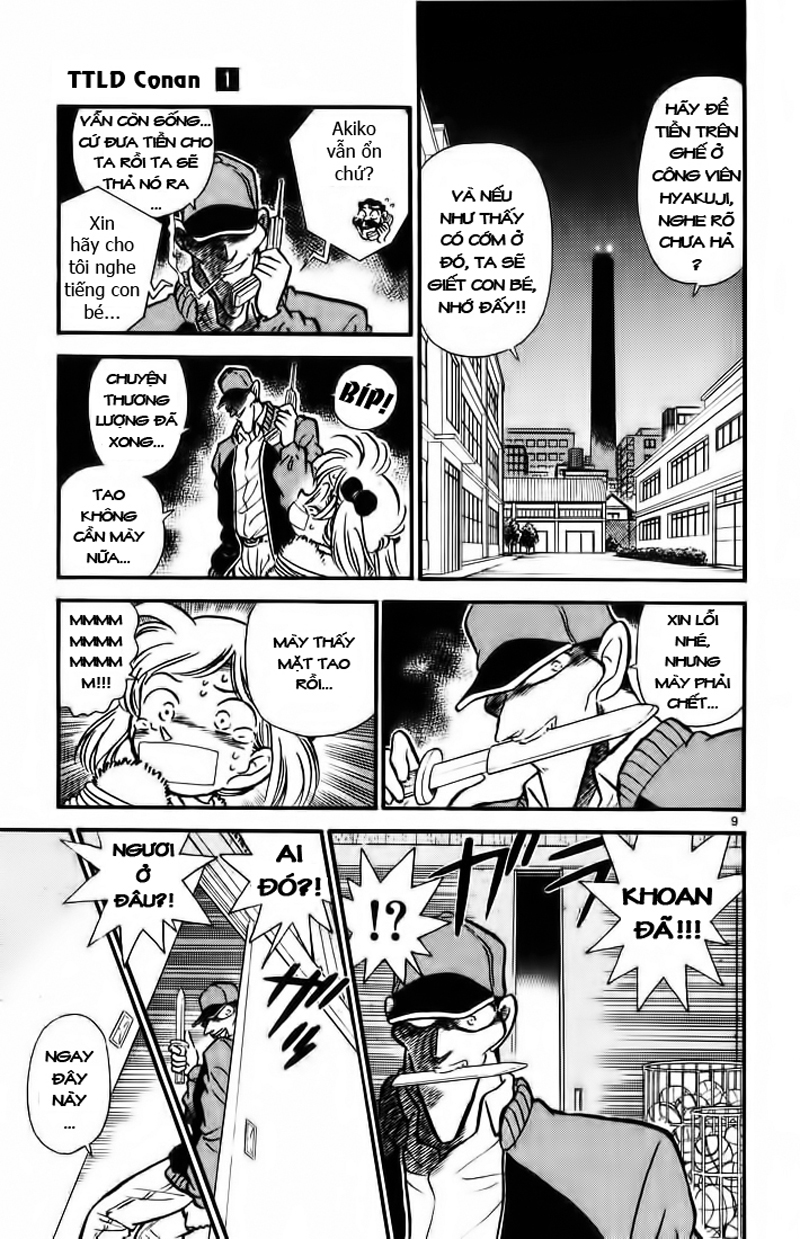 TTLD Conan 1
HÃY ĐỂ
TIỀN TRÊN
GHẾ Ở
CÔNG VIÊN
HYAKUJI,
NGHE RÕ
CHƯA HẢ
?
VÀ NẾU
NHƯ THẤY
CÓ CỚM Ở
ĐÓ, TA SẼ
GIẾT CON BÉ,
NHỚ ĐẤY!!
Akiko
vẫn ổn
chứ?
VẪN CÒN SỐNG...
CỨ ĐƯA TIỀN CHO
TA RỒI TA SẼ
THẢ NÓ RA
...
Xin
hãy cho
tôi nghe
tiếng con
bé...
BÍP!
CHUYỆN
THƯƠNG
LƯỢNG ĐÃ
XONG...
TAO
KHÔNG
CẦN MÀY
NỮA...
XIN LỖI
NHÉ,
NHƯNG
MÀY PHẢI
CHẾT...
MÀY THẤY
MẶT TAO
RỒI...
MMMM
MMMM
MMMM
M!!!
9
KHOAN
ĐÃ!!!
!?
AI
ĐÓ?!
NGƯƠI
Ở
ĐÂU?!
NGAY
ĐÂY
NÀY
...